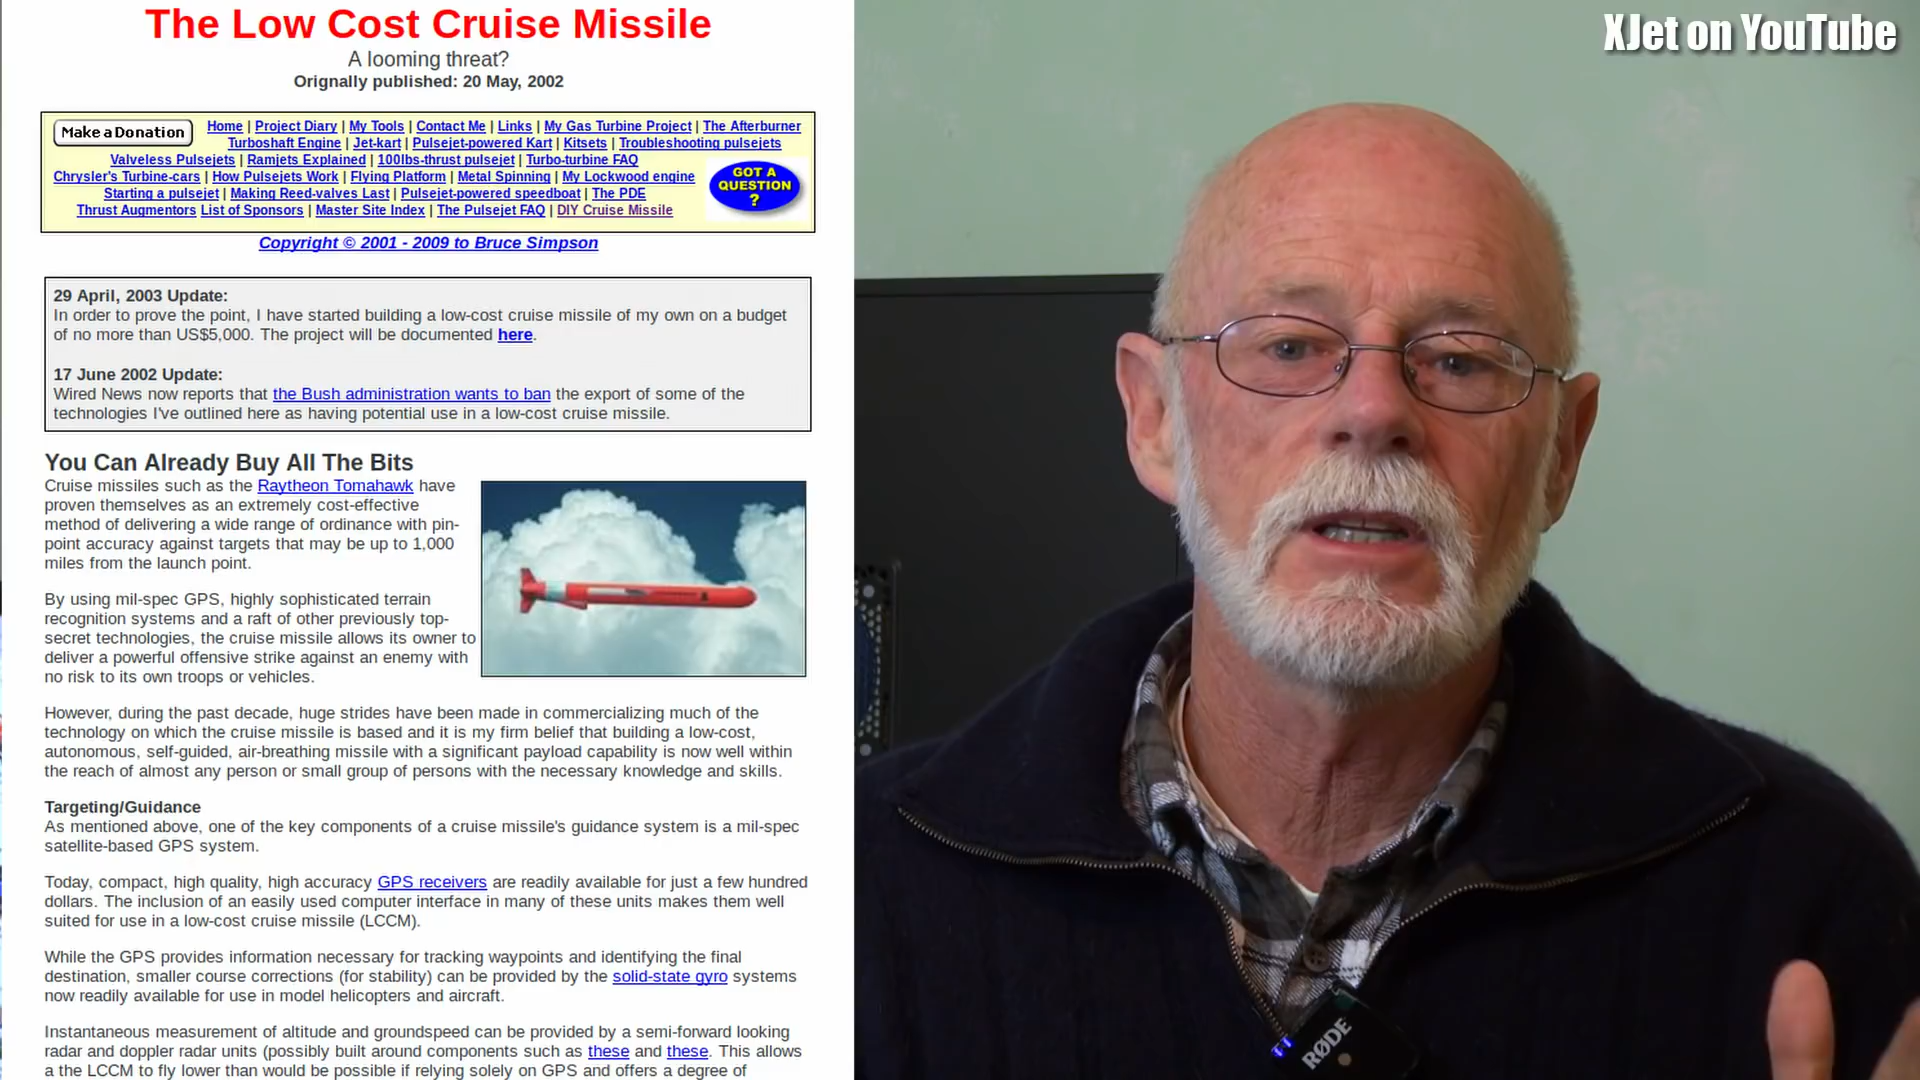 The Low Cost Cruise Missile
A looming threat?
Orignally published: 20 May, 2002
Make a Donation
Home | Project Diary | My Tools | Contact Me | Links | My Gas Turbine Project | The Afterburner
Turboshaft Engine | Jet-kart | Pulsejet-powered Kart | Kitsets | Troubleshooting pulsejets
Valveless Pulsejets | Ramjets Explained | 100lbs-thrust pulsejet | Turbo-turbine FAQ
Chrysler's Turbine-cars | How Pulsejets Work | Flying Platform | Metal Spinning | My Lockwood engine
Starting a pulsejet | Making Reed-valves Last | Pulsejet-powered speedboat | The PDE
Thrust Augmentors List of Sponsors | Master Site Index | The Pulsejet FAQ | DIY Cruise Missile
GOT A
QUESTION
?
Copyright © 2001 - 2009 to Bruce Simpson
29 April, 2003 Update:
In order to prove the point, I have started building a low-cost cruise missile of my own on a budget
of no more than US$5,000. The project will be documented here.
17 June 2002 Update:
Wired News now reports that the Bush administration wants to ban the export of some of the
technologies I've outlined here as having potential use in a low-cost cruise missile.
You Can Already Buy All The Bits
Cruise missiles such as the Raytheon Tomahawk have
proven themselves as an extremely cost-effective
method of delivering a wide range of ordinance with pin-
point accuracy against targets that may be up to 1,000
miles from the launch point.
By using mil-spec GPS, highly sophisticated terrain
recognition systems and a raft of other previously top-
secret technologies, the cruise missile allows its owner to
deliver a powerful offensive strike against an enemy with
no risk to its own troops or vehicles.
However, during the past decade, huge strides have been made in commercializing much of the
technology on which the cruise missile is based and it is my firm belief that building a low-cost,
autonomous, self-guided, air-breathing missile with a significant payload capability is now well within
the reach of almost any person or small group of persons with the necessary knowledge and skills.
Targeting/Guidance
As mentioned above, one of the key components of a cruise missile's guidance system is a mil-spec
satellite-based GPS system.
Today, compact, high quality, high accuracy GPS receivers are readily available for just a few hundred
dollars. The inclusion of an easily used computer interface in many of these units makes them well
suited for use in a low-cost cruise missile (LCCM).
While the GPS provides information necessary for tracking waypoints and identifying the final
destination, smaller course corrections (for stability) can be provided by the solid-state gyro systems
now readily available for use in model helicopters and aircraft.
Instantaneous measurement of altitude and groundspeed can be provided by a semi-forward looking
radar and doppler radar units (possibly built around components such as these and these. This allows
a the LCCM to fly lower than would be possible if relying solely on GPS and offers a degree of
XJet on YouTube
RØDE